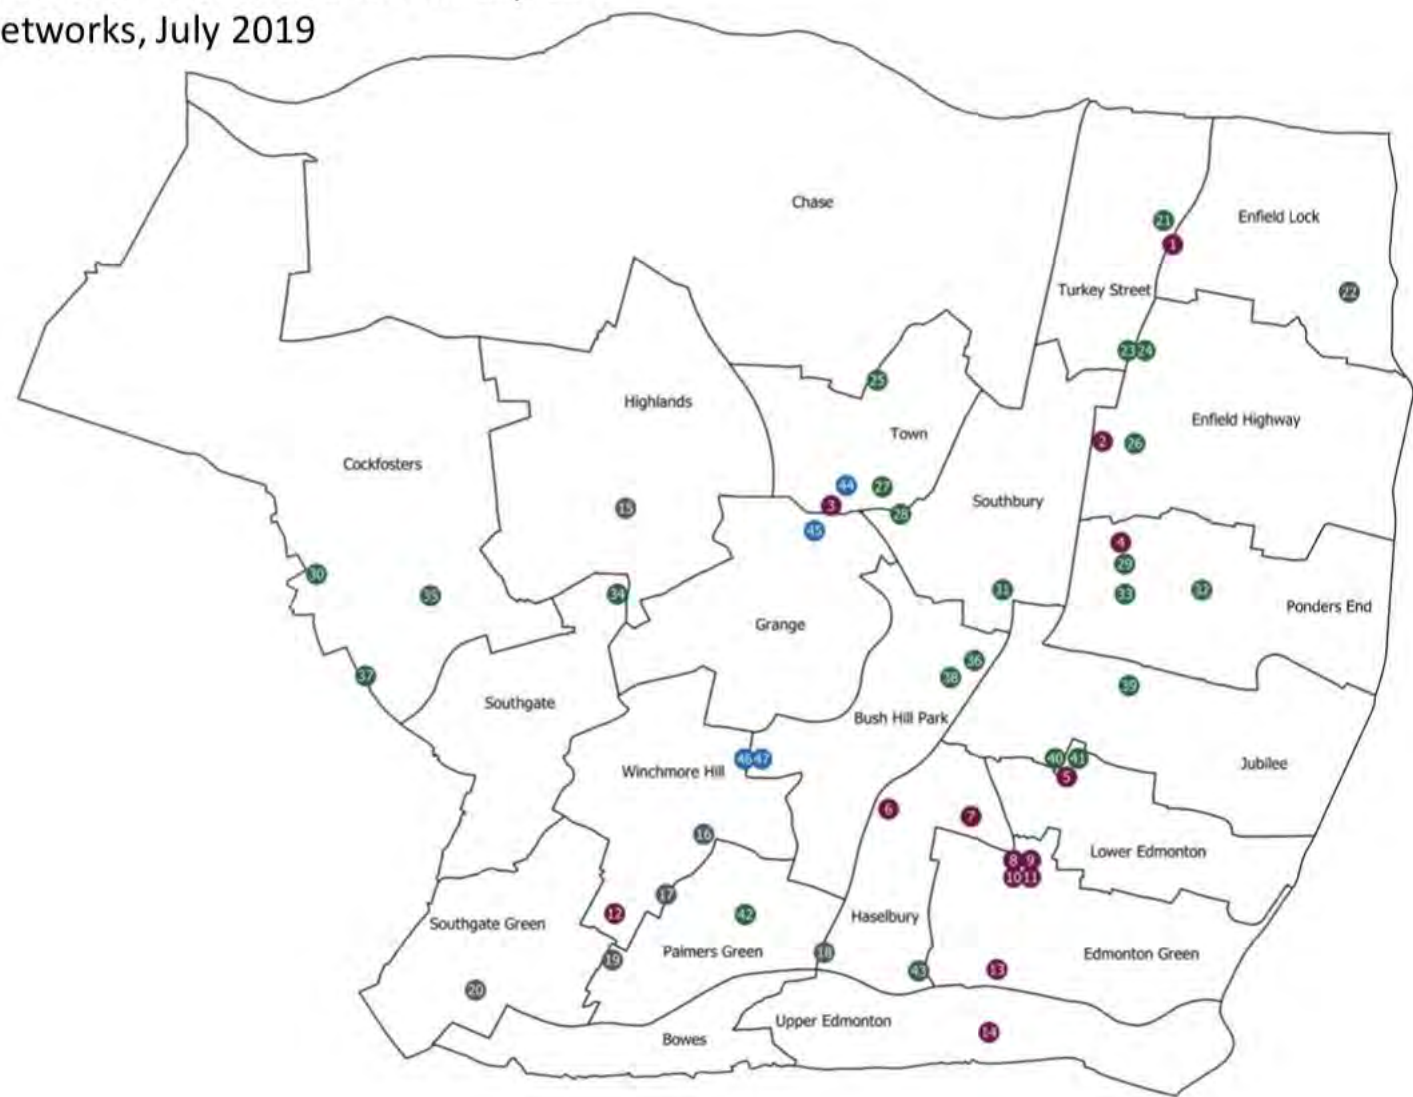 etworks, July 2019
Chase
21
Enfield Lock
1
Turkey Street
22
23 24
25
Highlands
Town
Enfield Highway
2
26
Cockfosters
44
27
3
28
Southbury
15
45
4
29
30
35
34
31
33
32
Ponders End
Grange
36
37
38
39
Southgate
Bush Hill Park
46 47
40
41
Winchmore Hill
5
Jubilee
6
7
16
Lower Edmonton
8 9
10 11
17
12
42
Haselbury
Southgate Green
Palmers Green
18
Edmonton Green
19
43
13
20
Upper Edmonton
14
Bowes